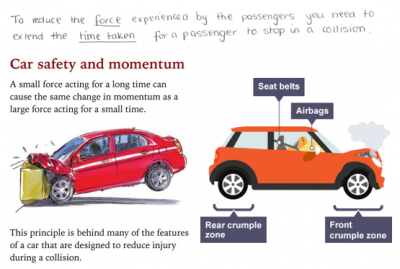 To reduce the force experienced by the passengers you need to
extend the time taken for a passenger to stop in a collision.
Car safety and momentum
A small force acting for a long time can
cause the same change in momentum as a
large force acting for a small time.
Seat belts
Airbags
Rear crumple
zone
Front
crumple zone
This principle is behind many of the features
of a car that are designed to reduce injury
during a collision.